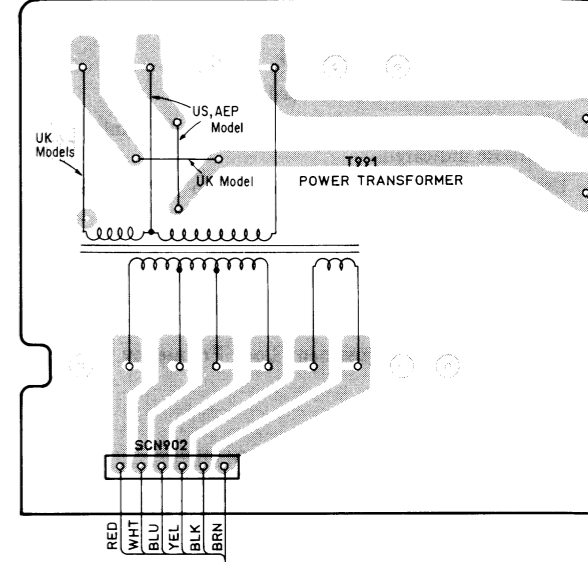 US, AEP
Model
UK
Models
UK Model
T991
POWER TRANSFORMER
SCN902
RED
WHT
BLU
YEL
BLK
BRN